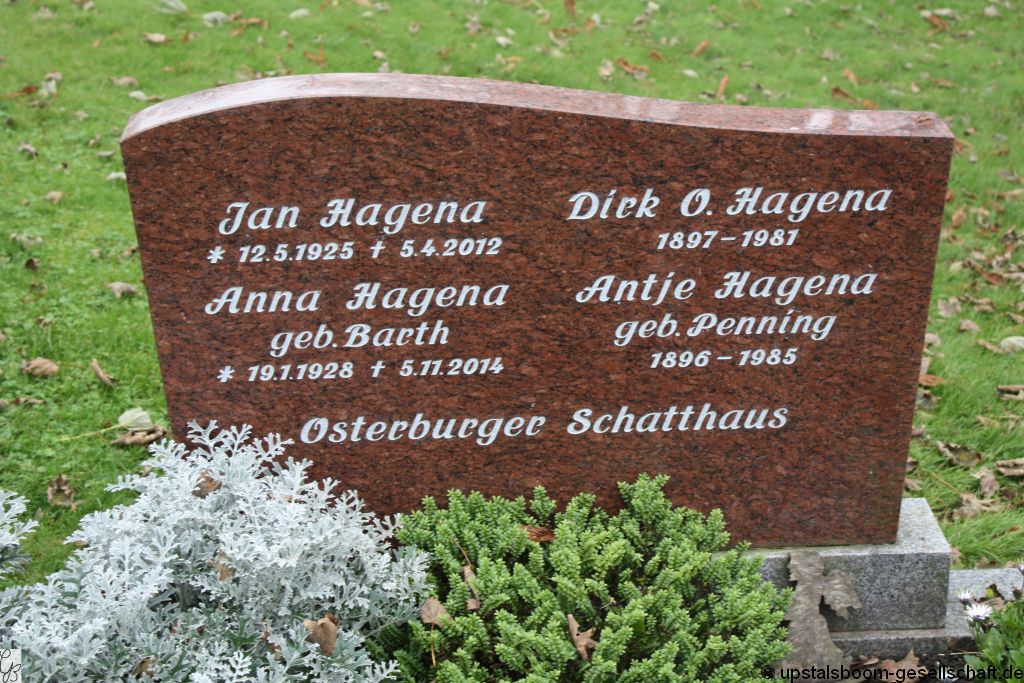 Jan Hagena
* 12.5.1925 † 5.4.2012
Anna Hagena
geb. Barth
* 19.1.1928 † 5.11.2014
Dirk O. Hagena
1897 – 1981
Antje Hagena
geb. Penning
1896 – 1985
Osterburger Schatthaus
© upstalsboom-gesellschaft.de